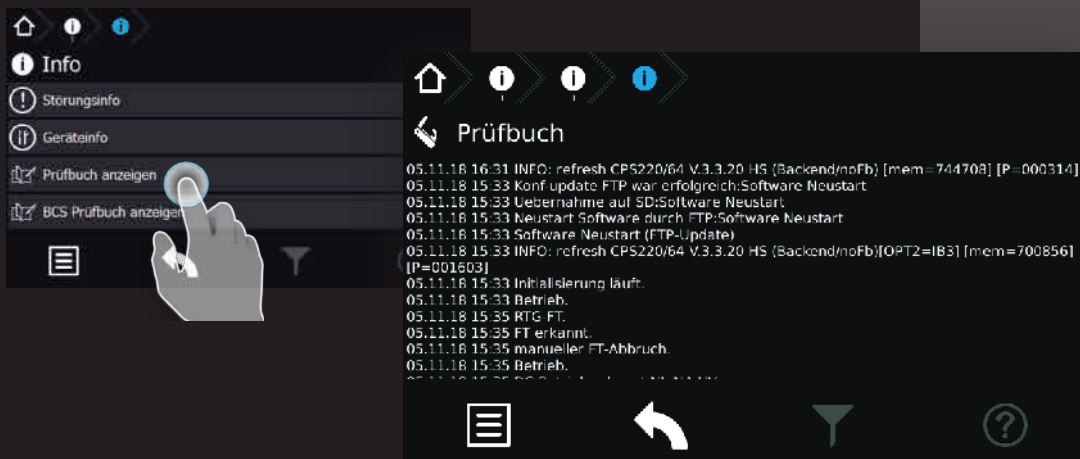 Info
Störungsinfo
Geräteinfo
Prüfbuch anzeigen
BCS Prüfbuch anzeigen
Prüfbuch
05.11.18 16:31 INFO: refresh CPS220/64 V.3.3.20 HS (Backend/noFb) [mem=744708] [P=000314]
05.11.18 15:33 Konf-update FTP war erfolgreich:Software Neustart
05.11.18 15:33 Uebernahme auf SD:Software Neustart
05.11.18 15:33 Neustart Software durch FTP:Software Neustart
05.11.18 15:33 Software Neustart (FTP-Update)
05.11.18 15:33 INFO: refresh CPS220/64 V.3.3.20 HS (Backend/noFb)[OPT2=IB3] [mem=700856]
[P=001603]
05.11.18 15:33 Initialisierung läuft.
05.11.18 15:33 Betrieb.
05.11.18 15:35 RTG-FT.
05.11.18 15:35 FT erkannt.
05.11.18 15:35 manueller FT-Abbruch.
05.11.18 15:35 Betrieb.